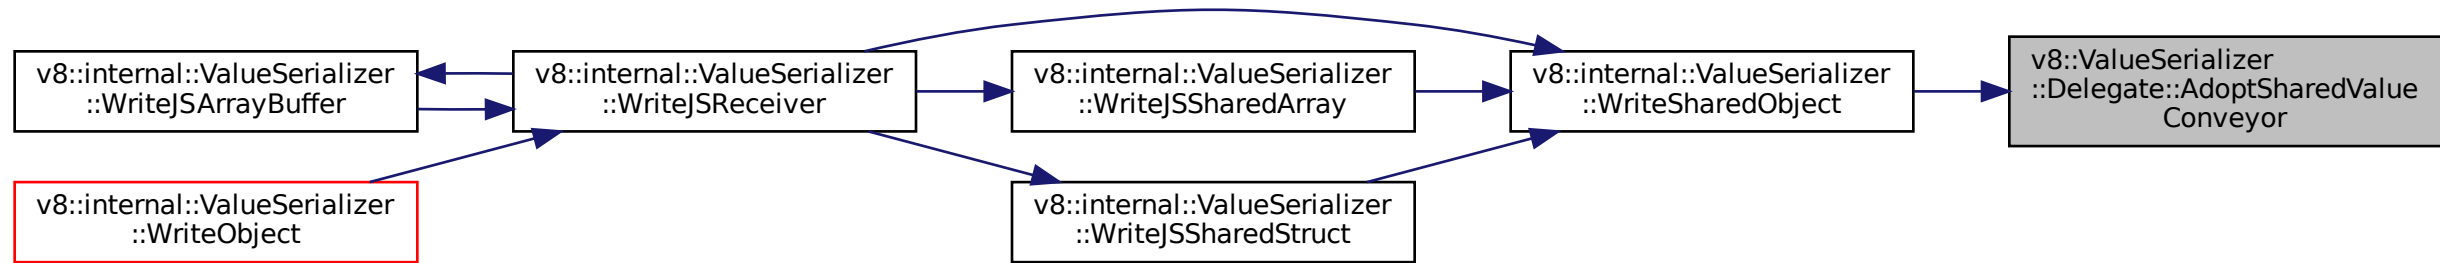 v8::internal::ValueSerializer
::WriteJSArrayBuffer
v8::internal::ValueSerializer
::WriteObject
v8::internal::ValueSerializer
::WriteJSReceiver
v8::internal::ValueSerializer
::WriteJSSharedArray
v8::internal::ValueSerializer
::WriteJSSharedStruct
v8::internal::ValueSerializer
::WriteSharedObject
v8::ValueSerializer
::Delegate::AdoptSharedValue
Conveyor